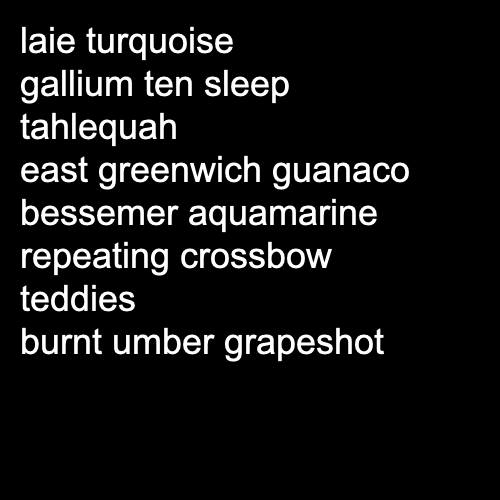 laie turquoise
gallium ten sleep
tahlequah
east greenwich guanaco
bessemer aquamarine
repeating crossbow
teddies
burnt umber grapeshot